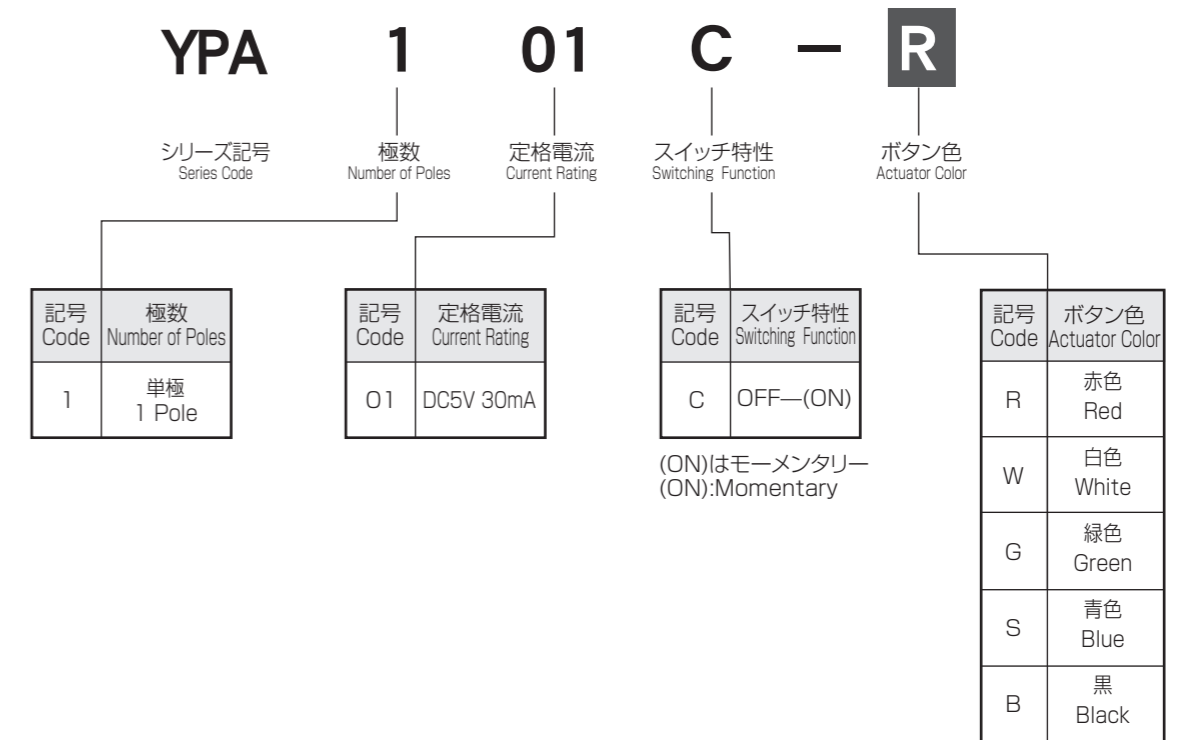 YPA 1 01 C － R
シリーズ記号 極数 定格電流 スイッチ特性 ボタン色
Series Code Number of Poles Current Rating Switching Function Actuator Color
記号 極数
Code Number of Poles
1 単極
1 Pole
記号 定格電流
Code Current Rating
01 DC5V 30mA
記号 スイッチ特性
Code Switching Function
C OFF―(ON)
(ON)はモーメンタリー
(ON):Momentary
記号 ボタン色
Code Actuator Color
R 赤色
Red
W 白色
White
G 緑色
Green
S 青色
Blue
B 黒
Black